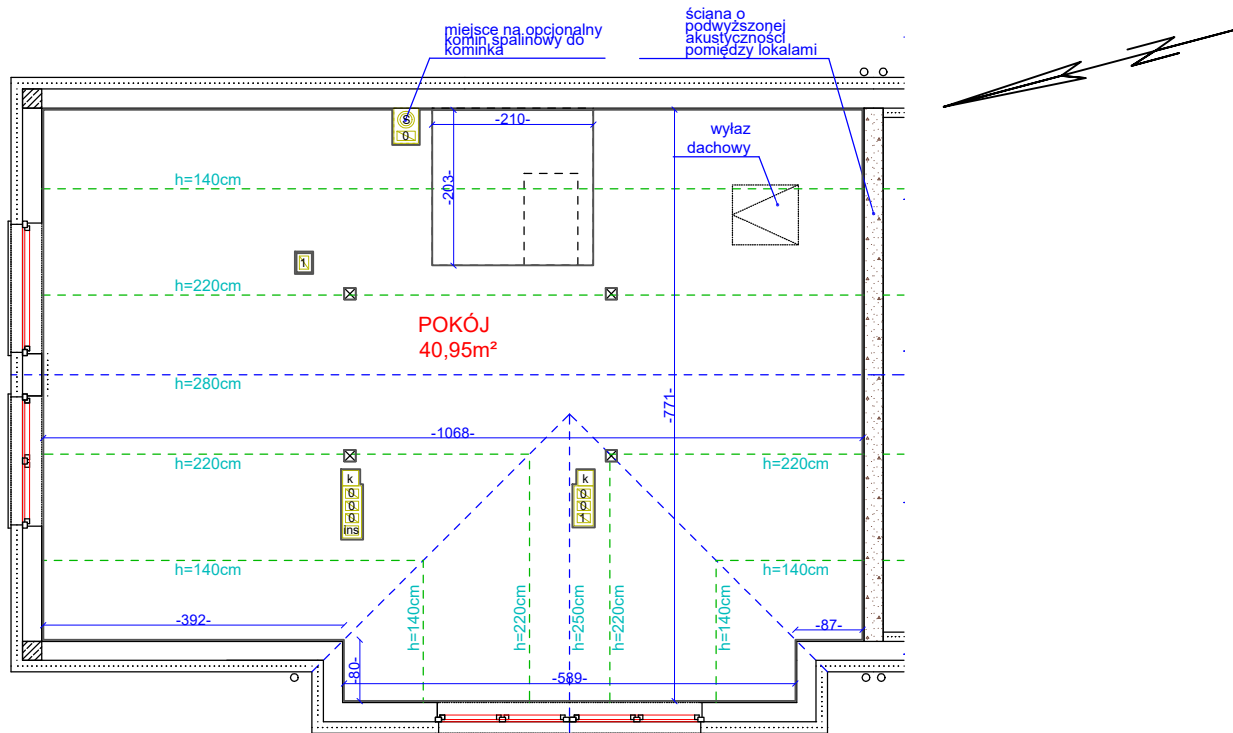 miejsce na opcjonalny
komin spalinowy do
kominka
ściana o
podwyższonej
akustyczności
pomiędzy lokalami
S
0
-210-
wyłaz
dachowy
h=140cm
-203-
1
h=220cm
POKÓJ
40,95m²
h=280cm
-771-
-1068-
h=220cm
h=220cm
k
0
0
0
ins
k
0
0
1
h=140cm
h=140cm
h=140cm
h=220cm
h=250cm
h=220cm
h=140cm
-392-
-87-
-80-
-589-